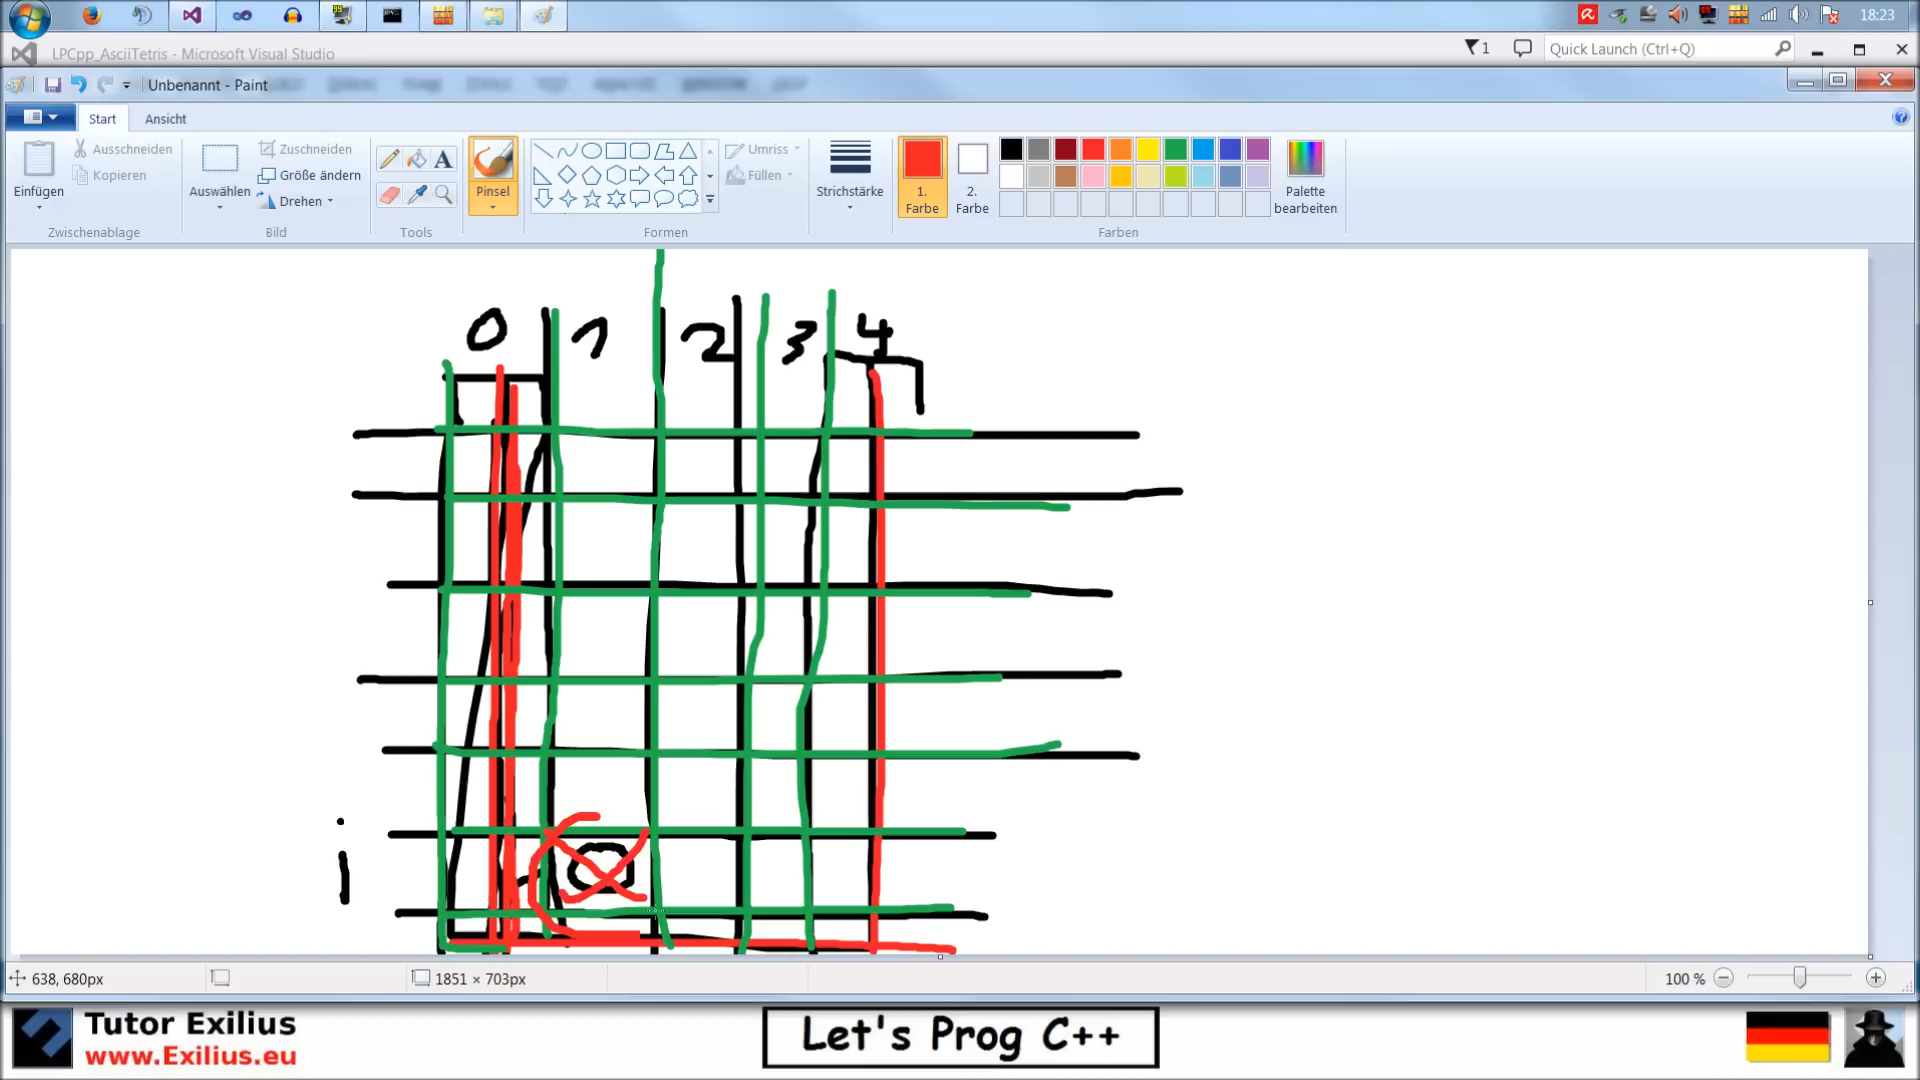 18:23
LPCpp_AsciiTetris - Microsoft Visual Studio
1
Quick Launch (Ctrl+Q)
Unbenannt - Paint
Start
Ansicht
Einfügen
Ausschneiden
Kopieren
Zwischenablage
Auswählen
Zuschneiden
Größe ändern
Drehen
Bild
A
Tools
Pinsel
Formen
Umriss
Füllen
Strichstärke
1.
Farbe
2.
Farbe
Palette
bearbeiten
Farben
0 1 2 3 4
i
638, 680px
1851 × 703px
100 %
Tutor Exilius
www.Exilius.eu
Let's Prog C++